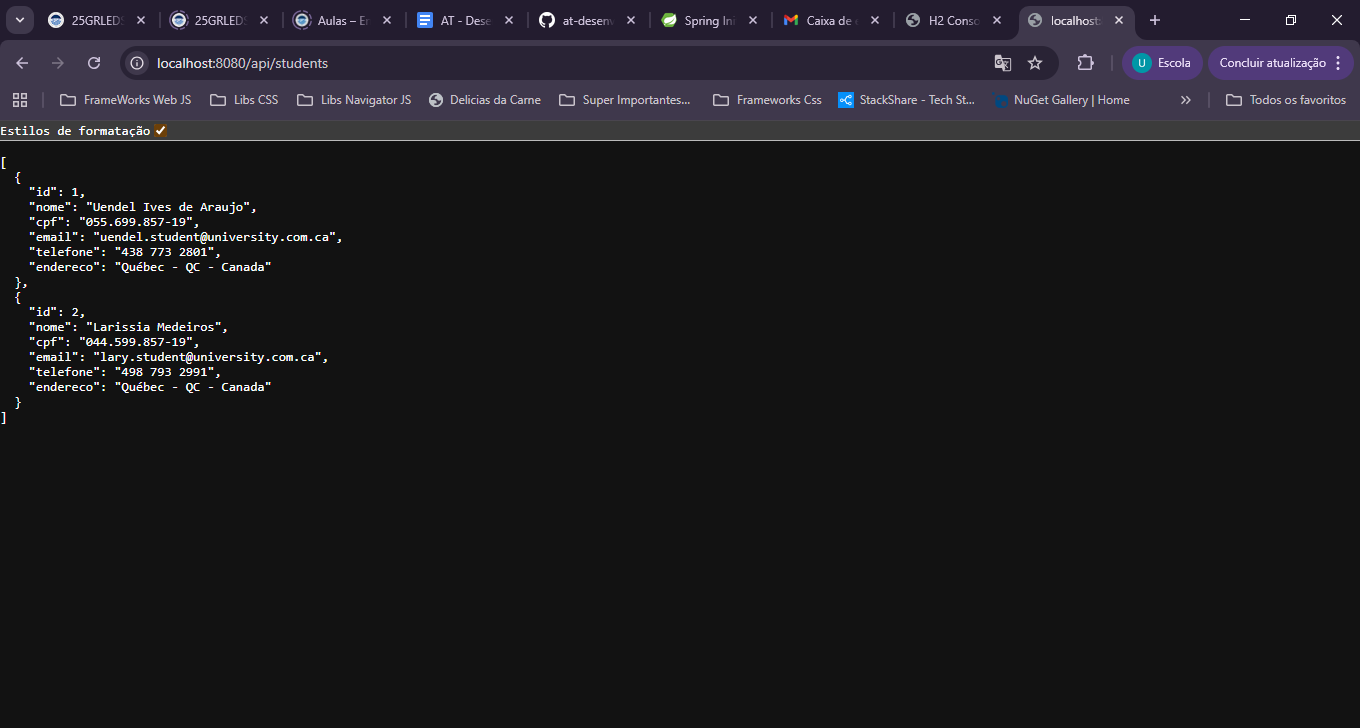 25GRLEDS
25GRLEDS
Aulas – En
AT - Dese
at-desenv
Spring Ini
Caixa de e
H2 Conso
localhost:
localhost:8080/api/students
U Escola
Concluir atualização
FrameWorks Web JS
Libs CSS
Libs Navigator JS
Delicias da Carne
Super Importantes...
Frameworks Css
StackShare - Tech St...
NuGet Gallery | Home
Todos os favoritos
Estilos de formatação
[
{
"id": 1,
"nome": "Uendel Ives de Araujo",
"cpf": "055.699.857-19",
"email": "uendel.student@university.com.ca",
"telefone": "438 773 2801",
"endereco": "Québec - QC - Canada"
},
{
"id": 2,
"nome": "Larissia Medeiros",
"cpf": "044.599.857-19",
"email": "lary.student@university.com.ca",
"telefone": "498 793 2991",
"endereco": "Québec - QC - Canada"
}
]